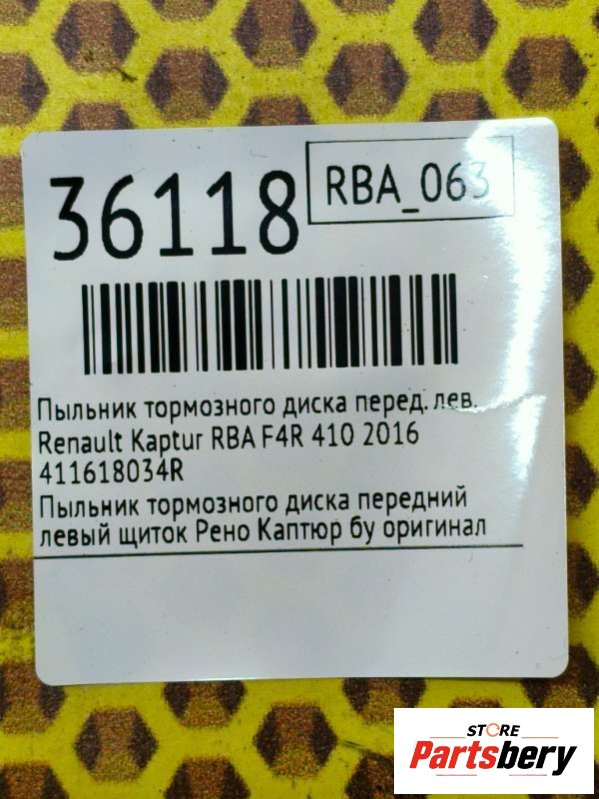 36118
RBA_063
Пыльник тормозного диска перед. лев.
Renault Kaptur RBA F4R 410 2016
411618034R
Пыльник тормозного диска передний
левый щиток Рено Каптюр бу оригинал
STORE
Partsbery